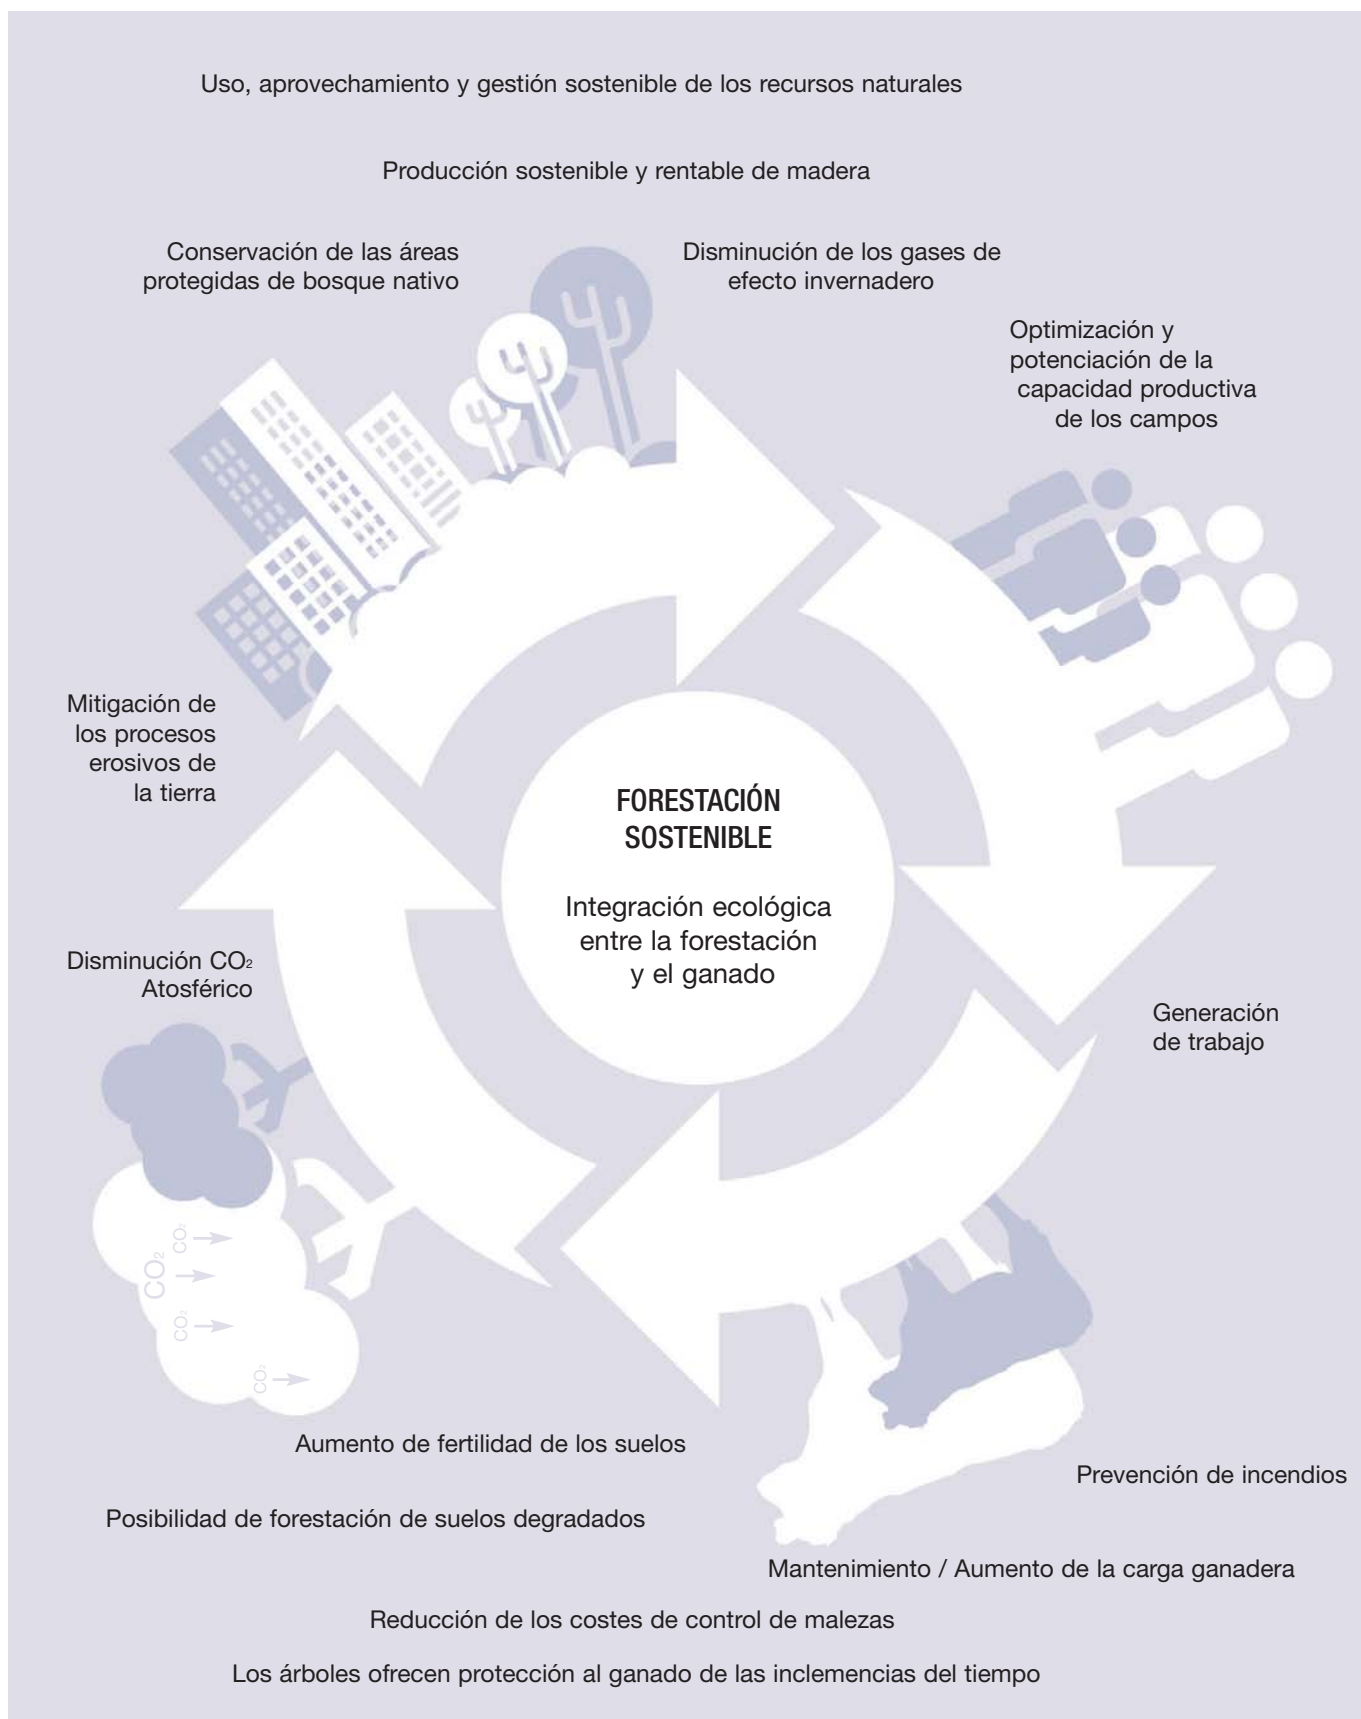 Uso, aprovechamiento y gestión sostenible de los recursos naturales
Producción sostenible y rentable de madera
Conservación de las áreas
protegidas de bosque nativo
Disminución de los gases de
efecto invernadero
Optimización y
potenciación de la
capacidad productiva
de los campos
Mitigación de
los procesos
erosivos de
la tierra
FORESTACIÓN
SOSTENIBLE
Integración ecológica
entre la forestación
y el ganado
Disminución CO₂
Atosférico
Generación
de trabajo
CO₂
CO₂
CO₂
CO₂
Aumento de fertilidad de los suelos
Prevención de incendios
Posibilidad de forestación de suelos degradados
Mantenimiento / Aumento de la carga ganadera
Reducción de los costes de control de malezas
Los árboles ofrecen protección al ganado de las inclemencias del tiempo